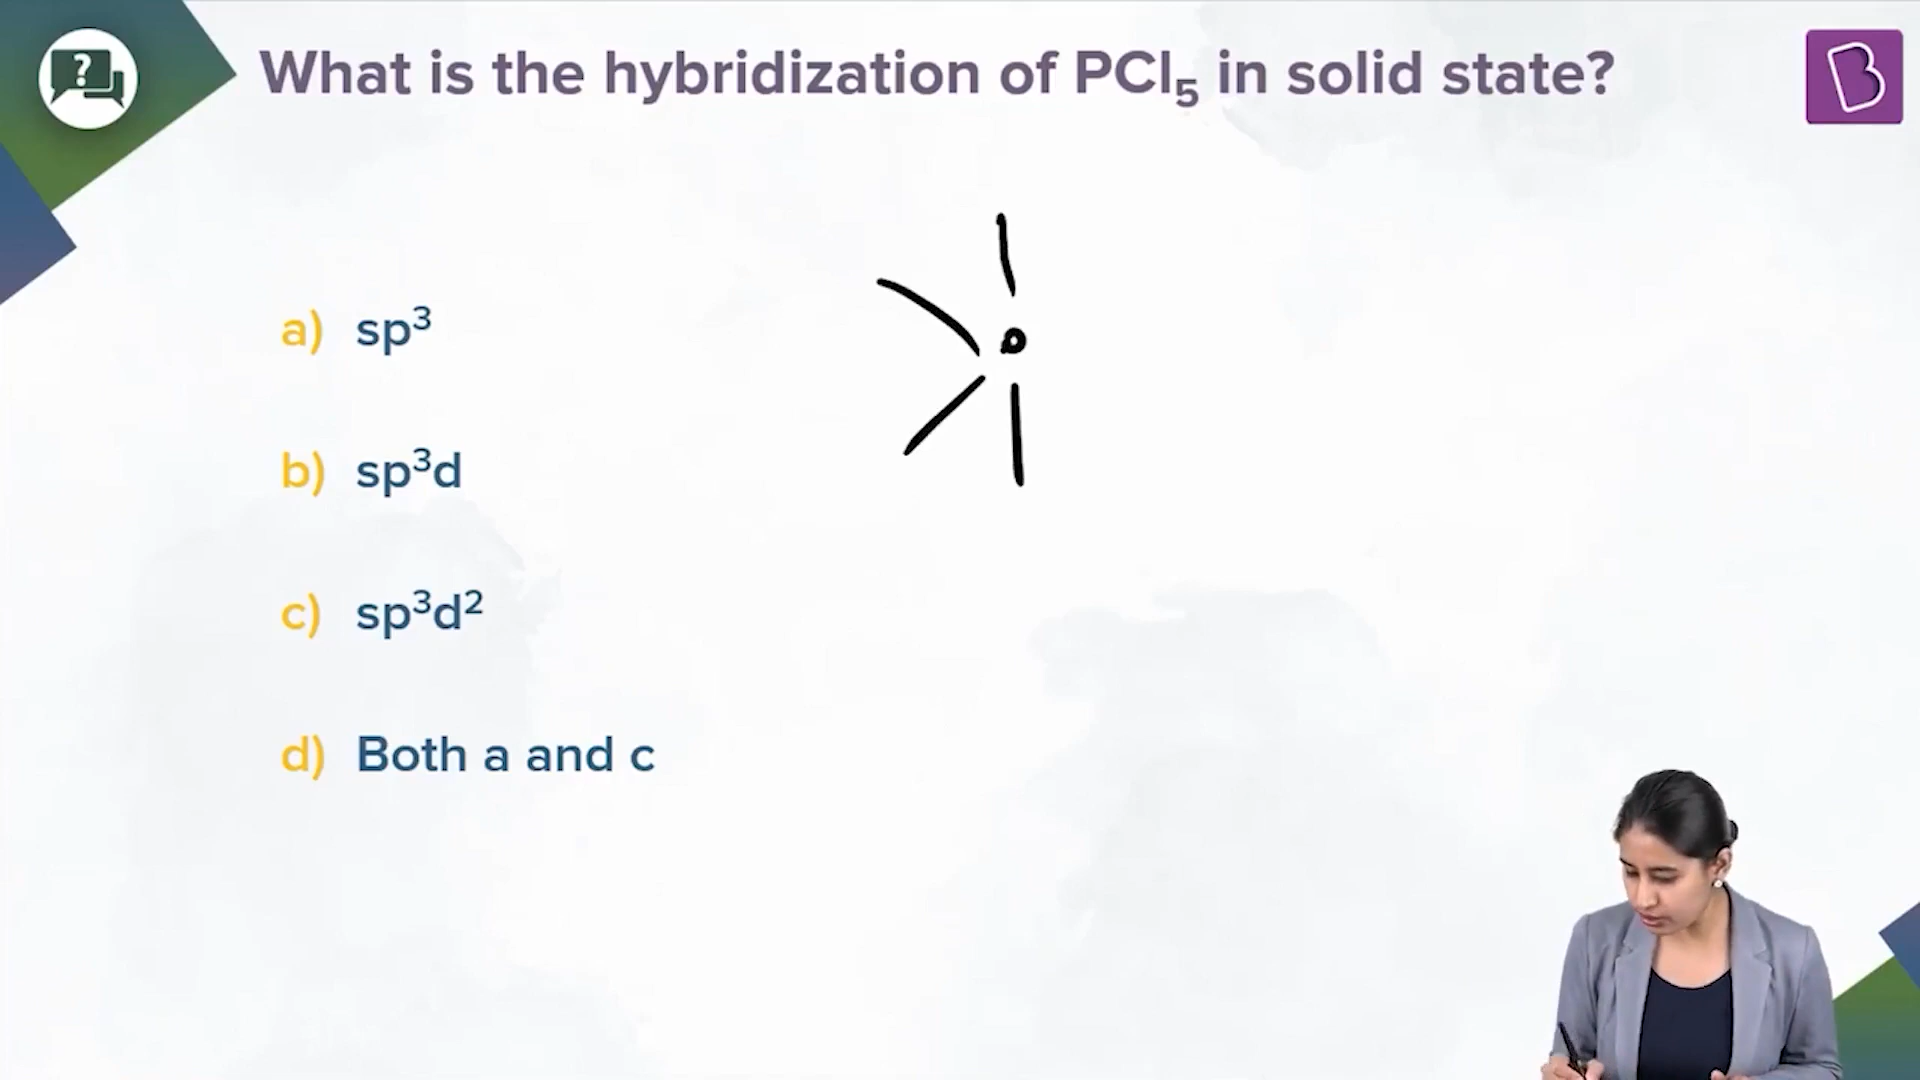 What is the hybridization of PCl₅ in solid state?
a) sp³
b) sp³d
c) sp³d²
d) Both a and c